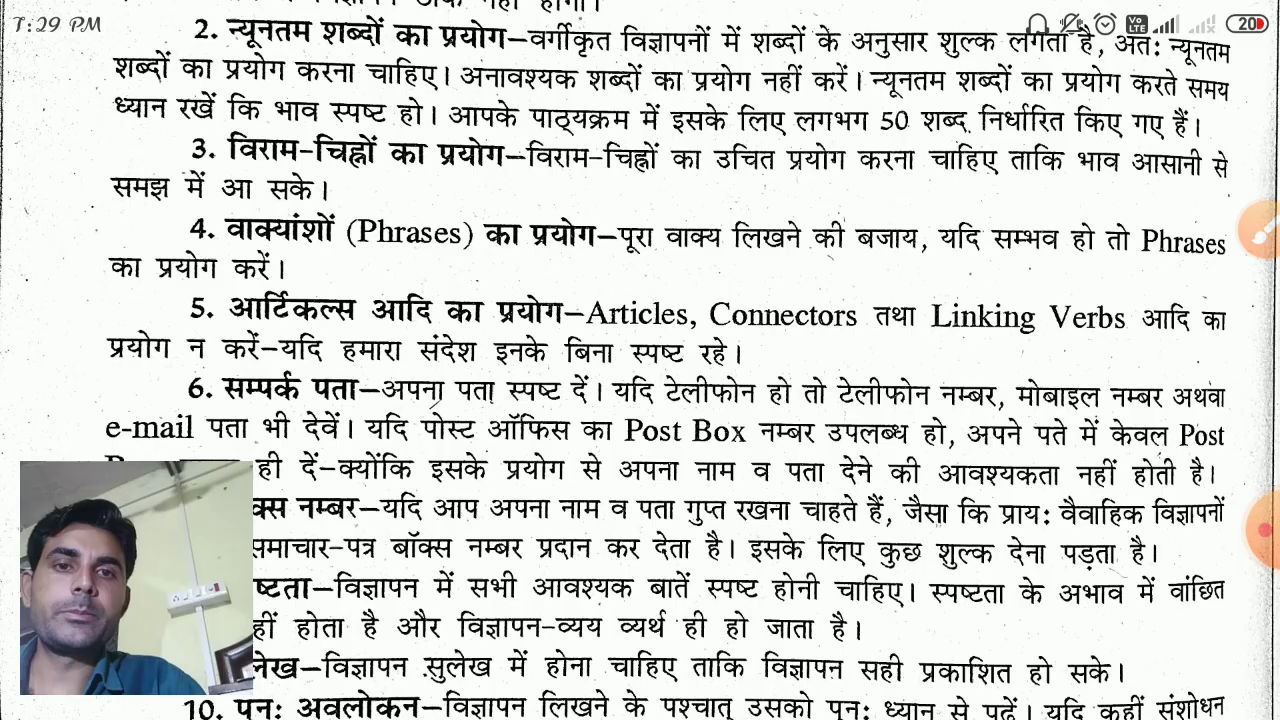 7:29 PM
Vo LTE
20
2. न्यूनतम शब्दों का प्रयोग–वर्गीकृत विज्ञापनों में शब्दों के अनुसार शुल्क लगता है, अतः न्यूनतम
शब्दों का प्रयोग करना चाहिए। अनावश्यक शब्दों का प्रयोग नहीं करें। न्यूनतम शब्दों का प्रयोग करते समय
ध्यान रखें कि भाव स्पष्ट हो। आपके पाठ्यक्रम में इसके लिए लगभग 50 शब्द निर्धारित किए गए हैं।
3. विराम-चिह्नों का प्रयोग–विराम-चिह्नों का उचित प्रयोग करना चाहिए ताकि भाव आसानी से
समझ में आ सके।
4. वाक्यांशों (Phrases) का प्रयोग–पूरा वाक्य लिखने की बजाय, यदि सम्भव हो तो Phrases
का प्रयोग करें।
5. आर्टिकल्स आदि का प्रयोग–Articles, Connectors तथा Linking Verbs आदि का
प्रयोग न करें–यदि हमारा संदेश इनके बिना स्पष्ट रहे।
6. सम्पर्क पता–अपना पता स्पष्ट दें। यदि टेलीफोन हो तो टेलीफोन नम्बर, मोबाइल नम्बर अथवा
e-mail पता भी देवें। यदि पोस्ट ऑफिस का Post Box नम्बर उपलब्ध हो, अपने पते में केवल Post
ही दें–क्योंकि इसके प्रयोग से अपना नाम व पता देने की आवश्यकता नहीं होती है।
क्स नम्बर–यदि आप अपना नाम व पता गुप्त रखना चाहते हैं, जैसा कि प्रायः वैवाहिक विज्ञापनों
समाचार-पत्र बॉक्स नम्बर प्रदान कर देता है। इसके लिए कुछ शुल्क देना पड़ता है।
ष्टता–विज्ञापन में सभी आवश्यक बातें स्पष्ट होनी चाहिए। स्पष्टता के अभाव में वांछित
हीं होता है और विज्ञापन-व्यय व्यर्थ ही हो जाता है।
लेख–विज्ञापन सुलेख में होना चाहिए ताकि विज्ञापन सही प्रकाशित हो सके।
10. पुनः अवलोकन–विज्ञापन लिखने के पश्चात् उसको पुनः ध्यान से पढ़ें। यदि कहीं संशोधन